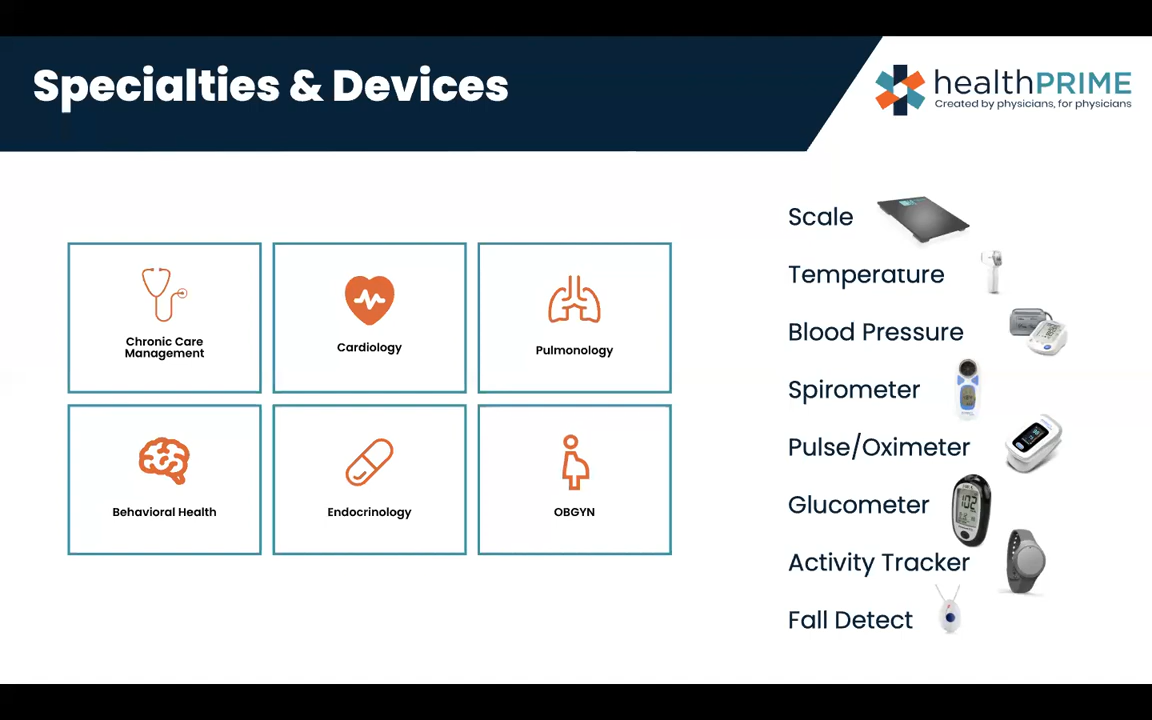 Specialties & Devices
healthPRIME
Created by physicians, for physicians
Chronic Care
Management
Cardiology
Pulmonology
Behavioral Health
Endocrinology
OBGYN
Scale
Temperature
Blood Pressure
Spirometer
Pulse/Oximeter
Glucometer
102
Activity Tracker
Fall Detect